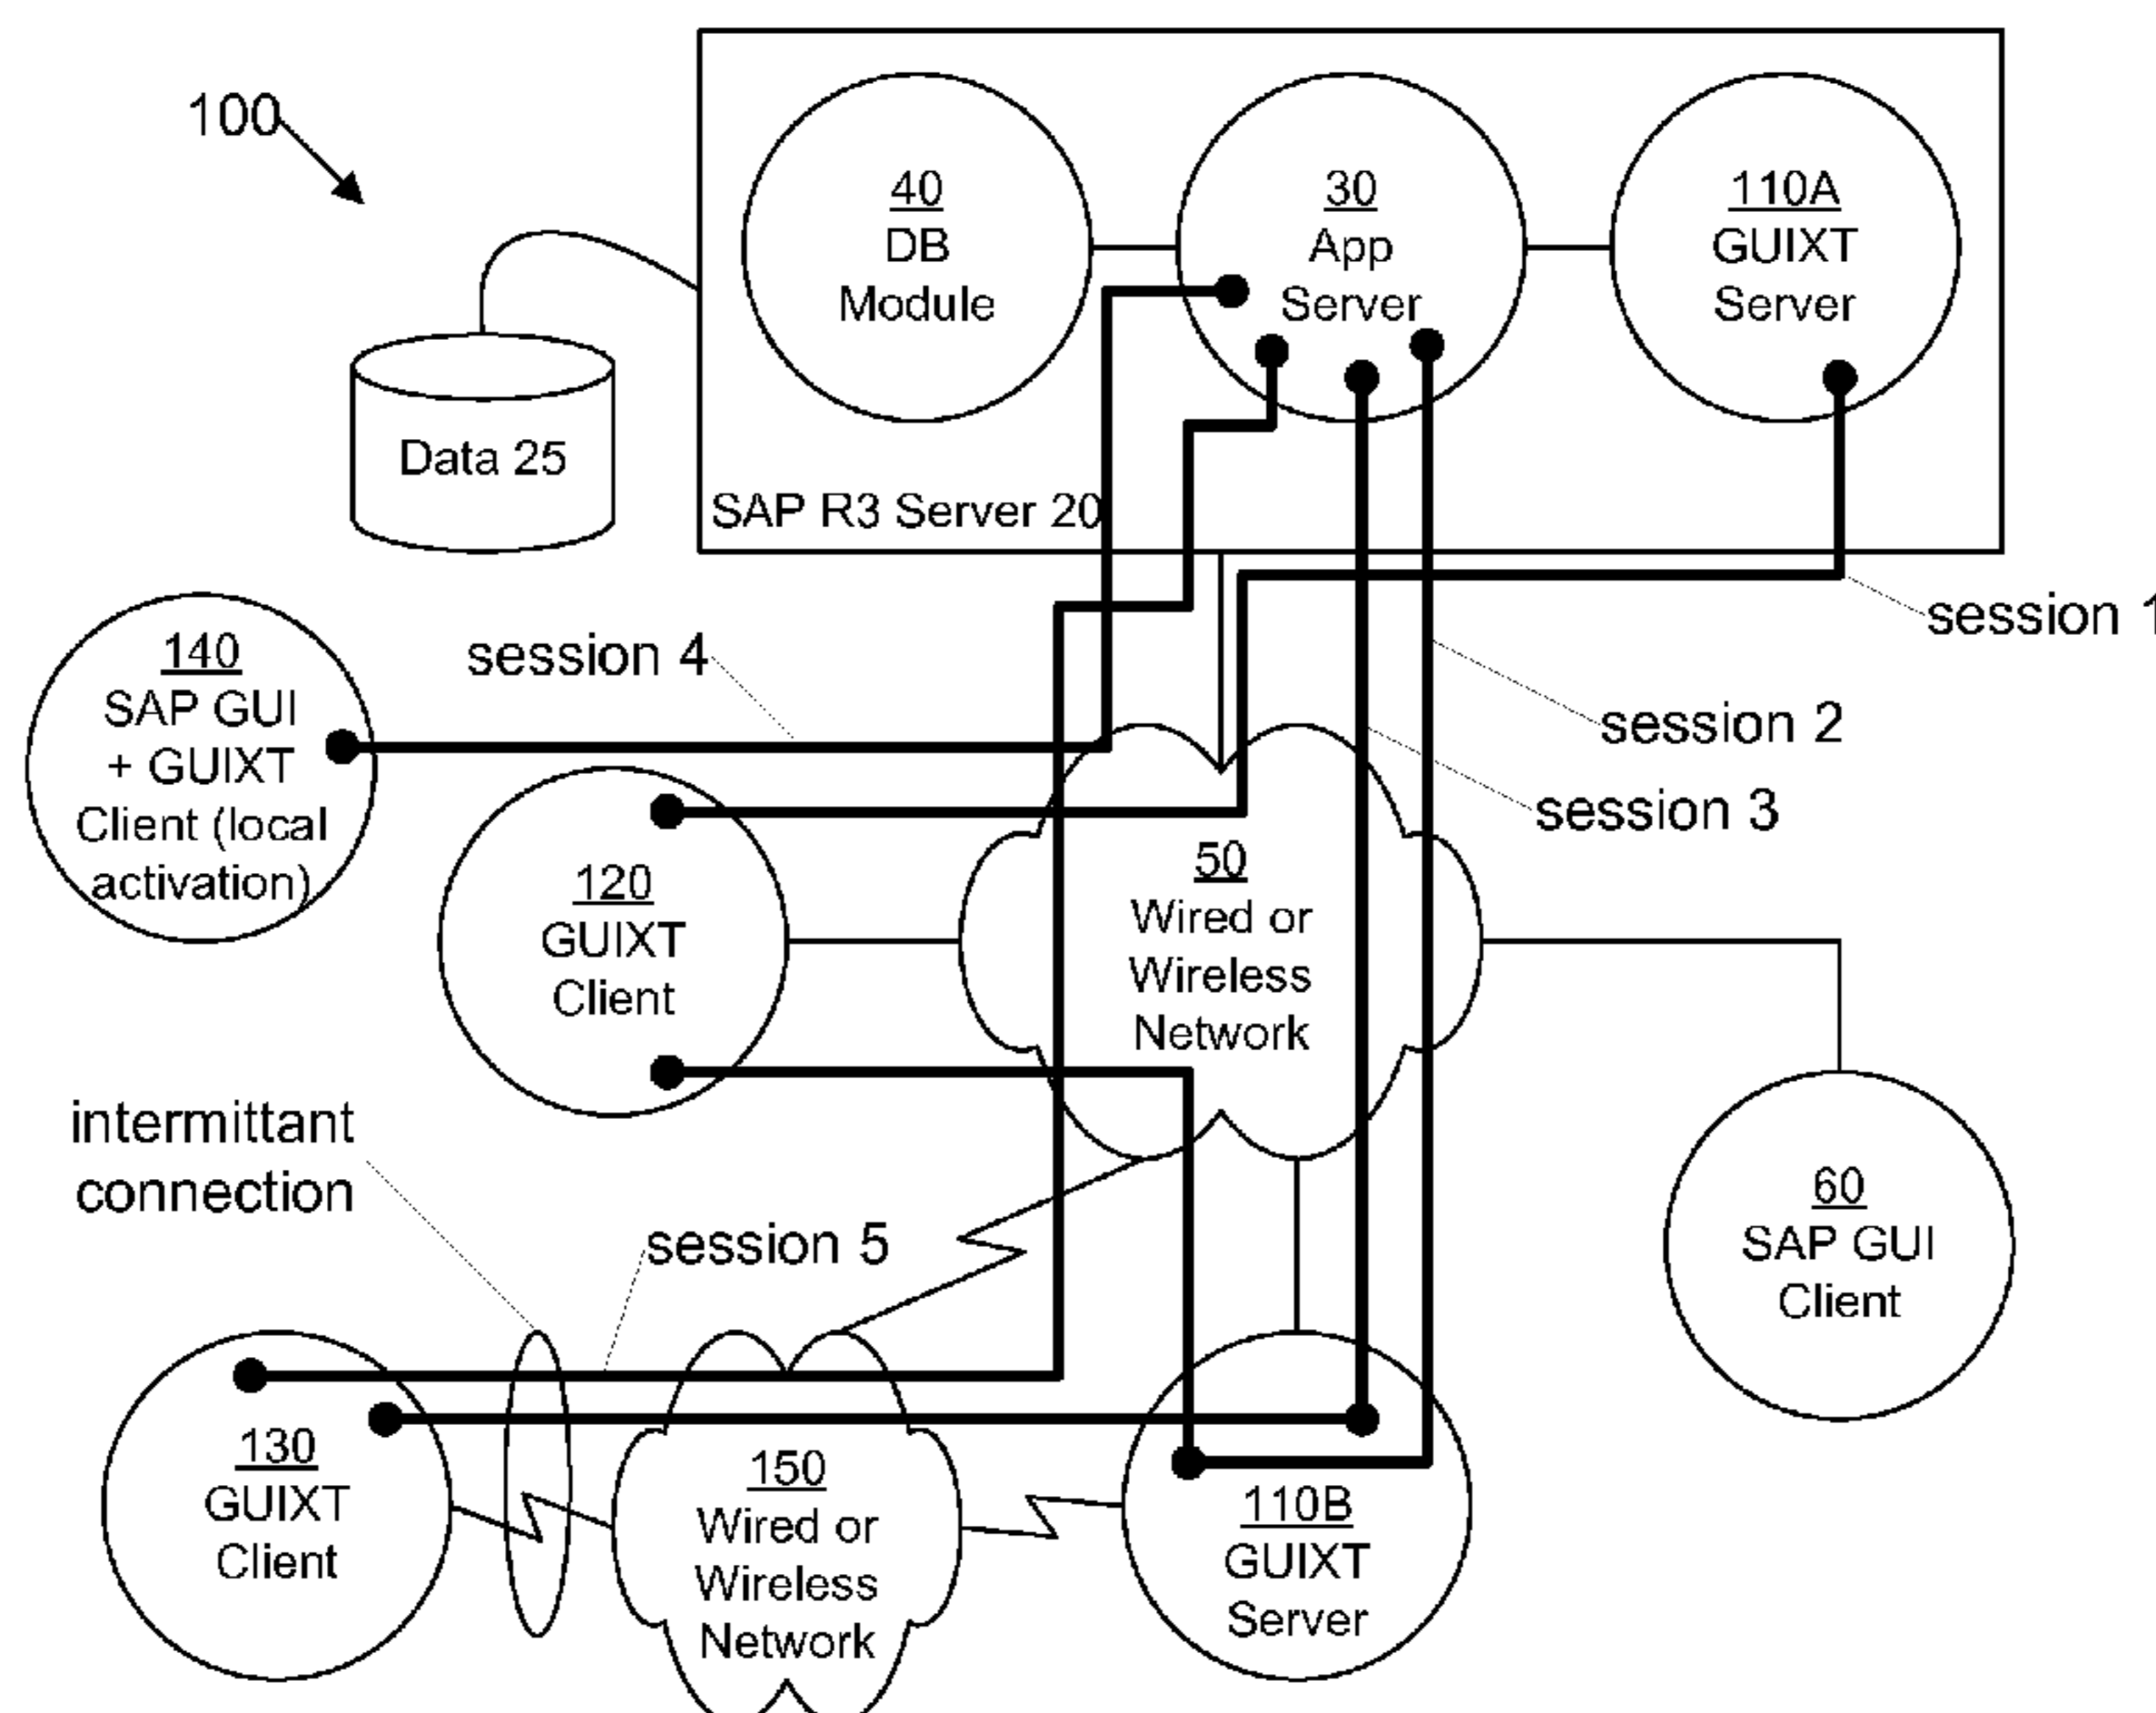 100
40
DB
Module
30
App
Server
110A
GUIXT
Server
Data 25
SAP R3 Server 20
session 1
140
SAP GUI
+ GUIXT
Client (local
activation)
session 4
session 2
session 3
120
GUIXT
Client
50
Wired or
Wireless
Network
intermittant
connection
session 5
60
SAP GUI
Client
130
GUIXT
Client
150
Wired or
Wireless
Network
110B
GUIXT
Server